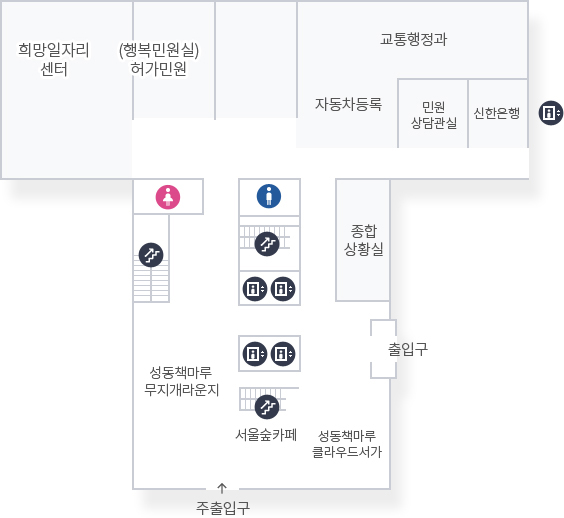 희망일자리
센터
(행복민원실)
허가민원
교통행정과
자동차등록
민원
상담관실
신한은행
종합
상황실
출입구
성동책마루
무지개라운지
서울숲카페
성동책마루
클라우드서가
주출입구